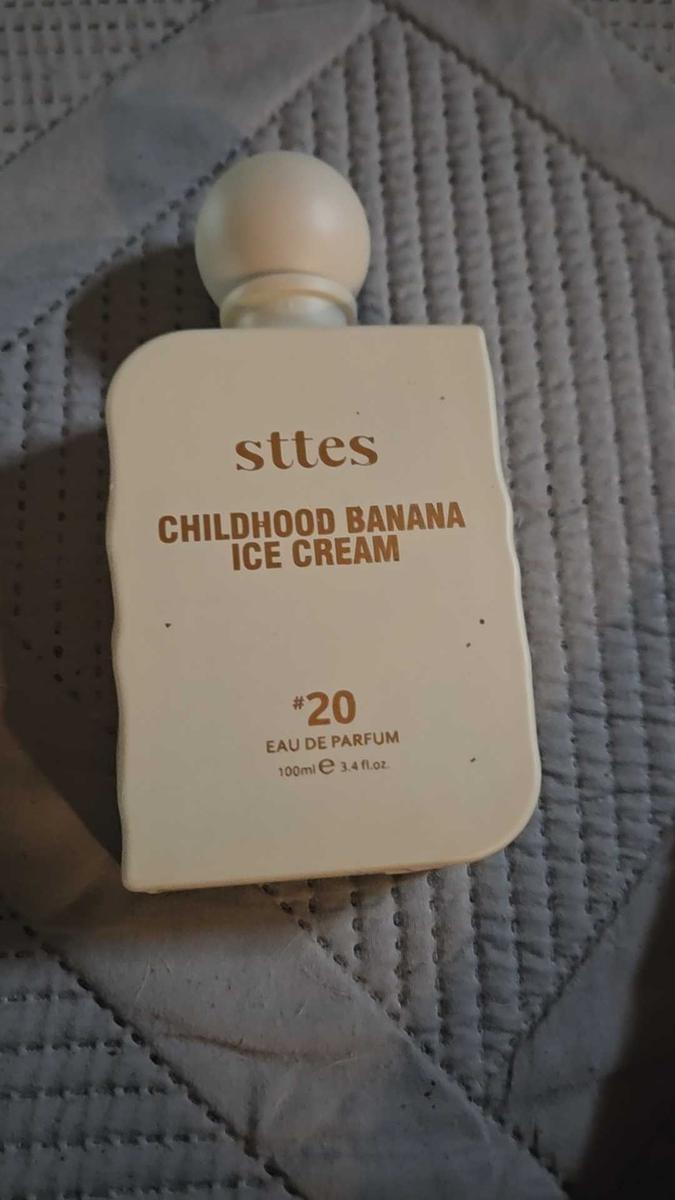 sttes
CHILDHOOD BANANA
ICE CREAM
#20
EAU DE PARFUM
100ml e 3.4 fl.oz.